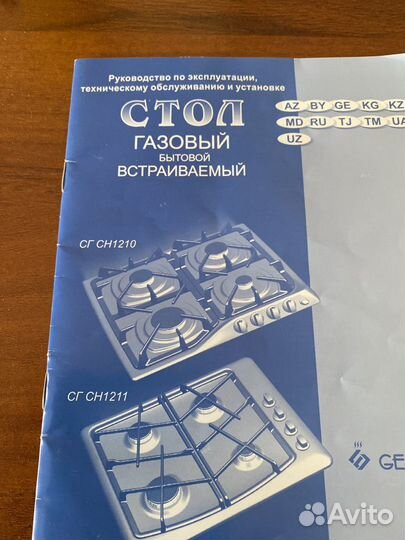 Руководство по эксплуатации,
техническому обслуживанию и установке
СТОЛ
ГАЗОВЫЙ
БЫТОВОЙ
ВСТРАИВАЕМЫЙ
AZ BY GE KG KZ
MD RU TJ TM UA
UZ
СГ СН1210
СГ СН1211
GE
Avito